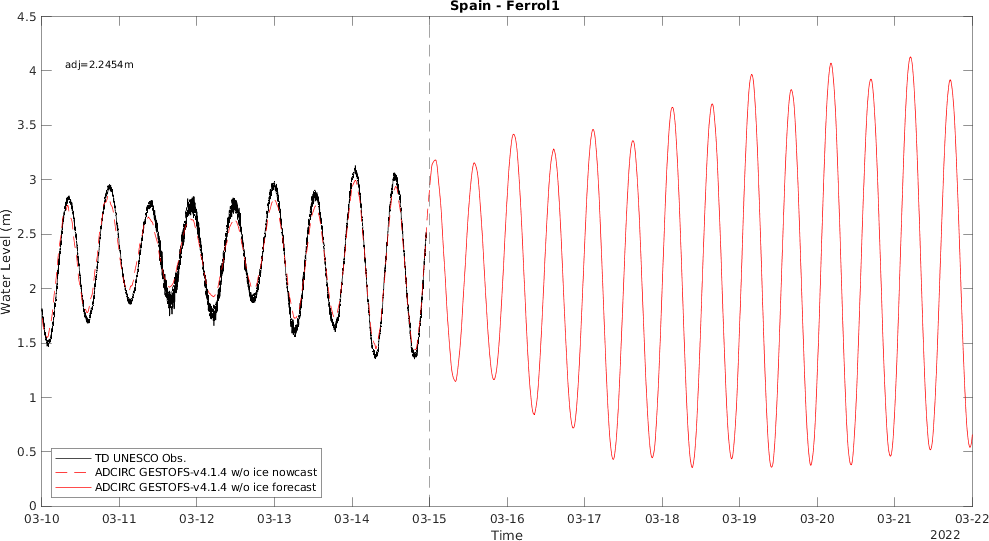 Spain - Ferrol1
4.5
4
3.5
3
2.5
2
1.5
1
0.5
0
Water Level (m)
adj=2.2454m
TD UNESCO Obs.
ADCIRC GESTOFS-v4.1.4 w/o ice nowcast
ADCIRC GESTOFS-v4.1.4 w/o ice forecast
03-10 03-11 03-12 03-13 03-14 03-15 03-16 03-17 03-18 03-19 03-20 03-21 03-22
Time
2022